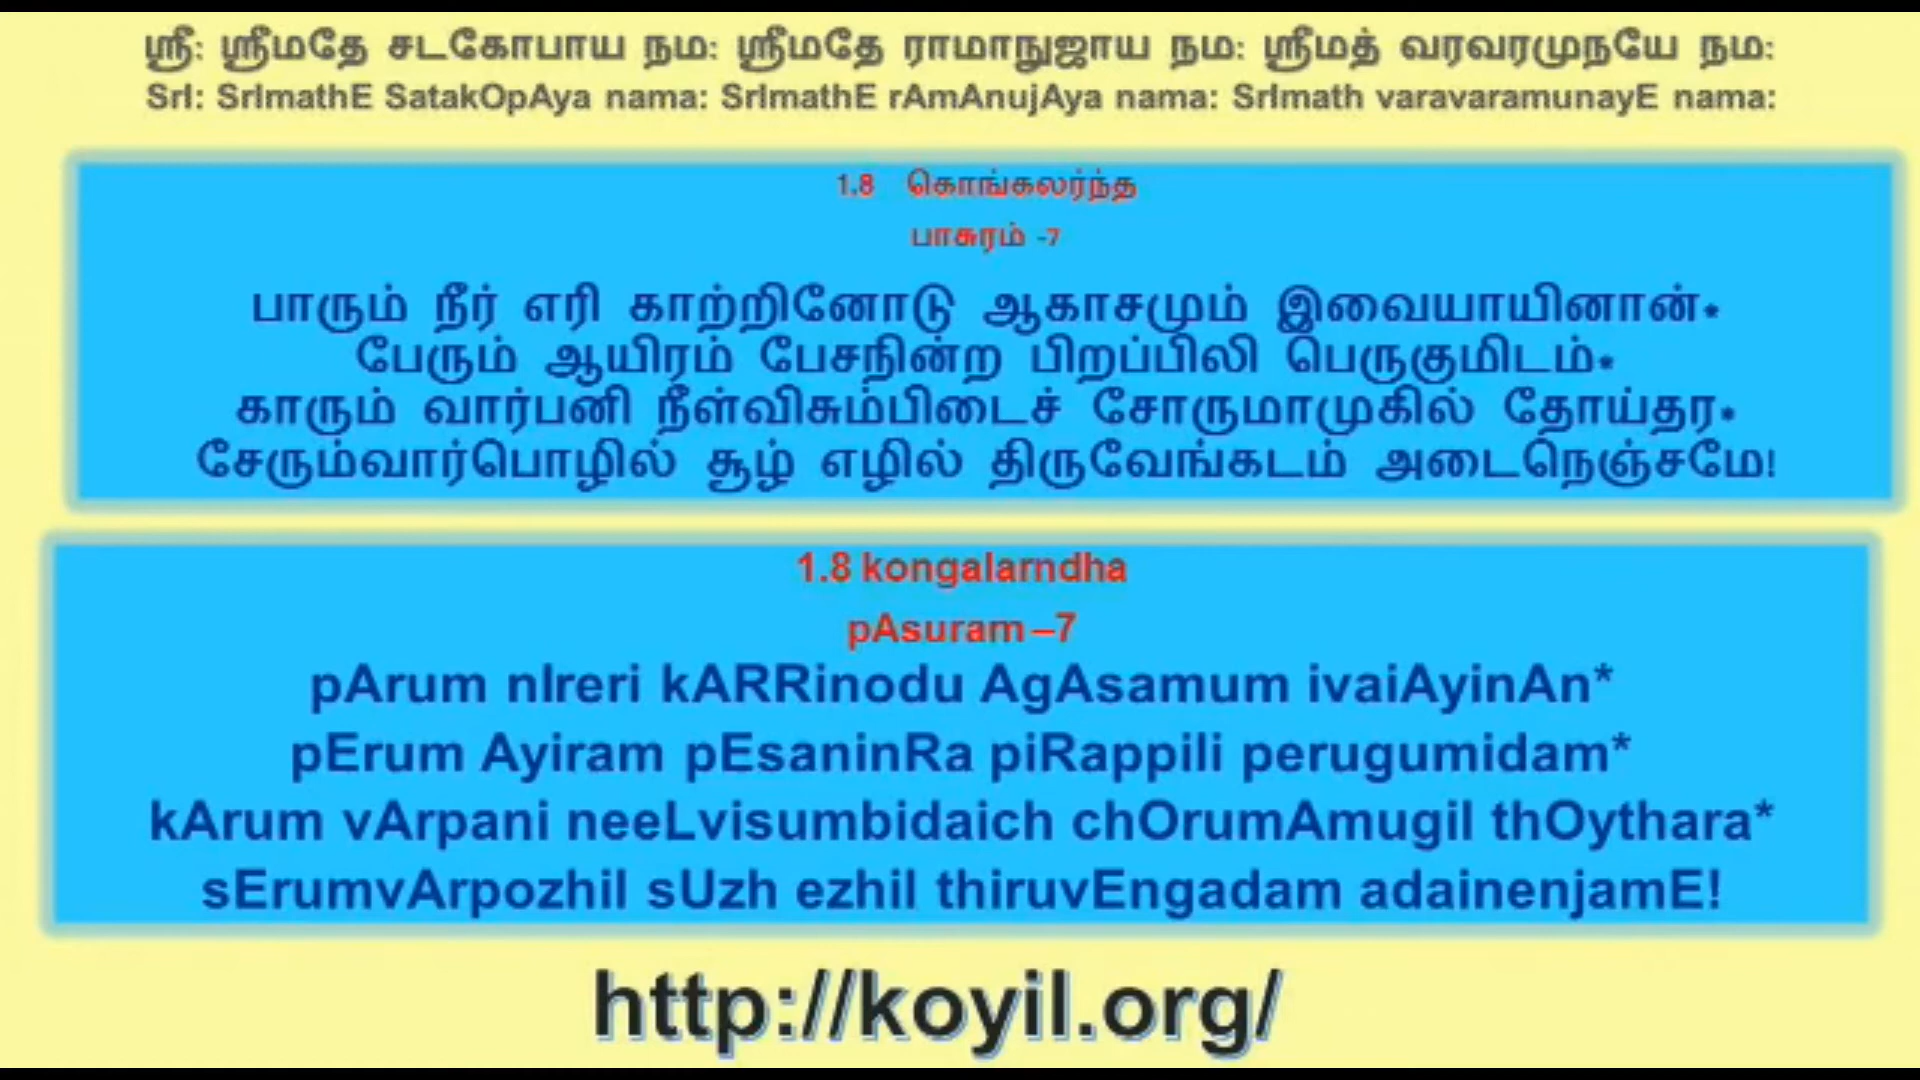 ஸ்ரீ: ஸ்ரீமதே சடகோபாய நம: ஸ்ரீமதே ராமாநுஜாய நம: ஸ்ரீமத் வரவரமுநயே நம:
SrI: SrImathE SatakOpAya nama: SrImathE rAmAnujAya nama: SrImath varavaramunayE nama:
1.8 கொங்கலர்ந்த
பாசுரம் -7
பாரும் நீர் எரி காற்றினோடு ஆகாசமும் இவையாயினான்*
பேரும் ஆயிரம் பேசநின்ற பிறப்பிலி பெருகுமிடம்*
காரும் வார்பனி நீள்விசும்பிடைச் சோருமாமுகில் தோய்தர*
சேரும்வார்பொழில் சூழ் எழில் திருவேங்கடம் அடைநெஞ்சமே!
1.8 kongalarndha
pAsuram –7
pArum nIreri kARRinodu AgAsamum ivaiAyinAn*
pErum Ayiram pEsaninRa piRappili perugumidam*
kArum vArpani neeLvisumbidaich chOrumAmugil thOythara*
sErumvArpozhil sUzh ezhil thiruvEngadam adainenjamE!
http://koyil.org/